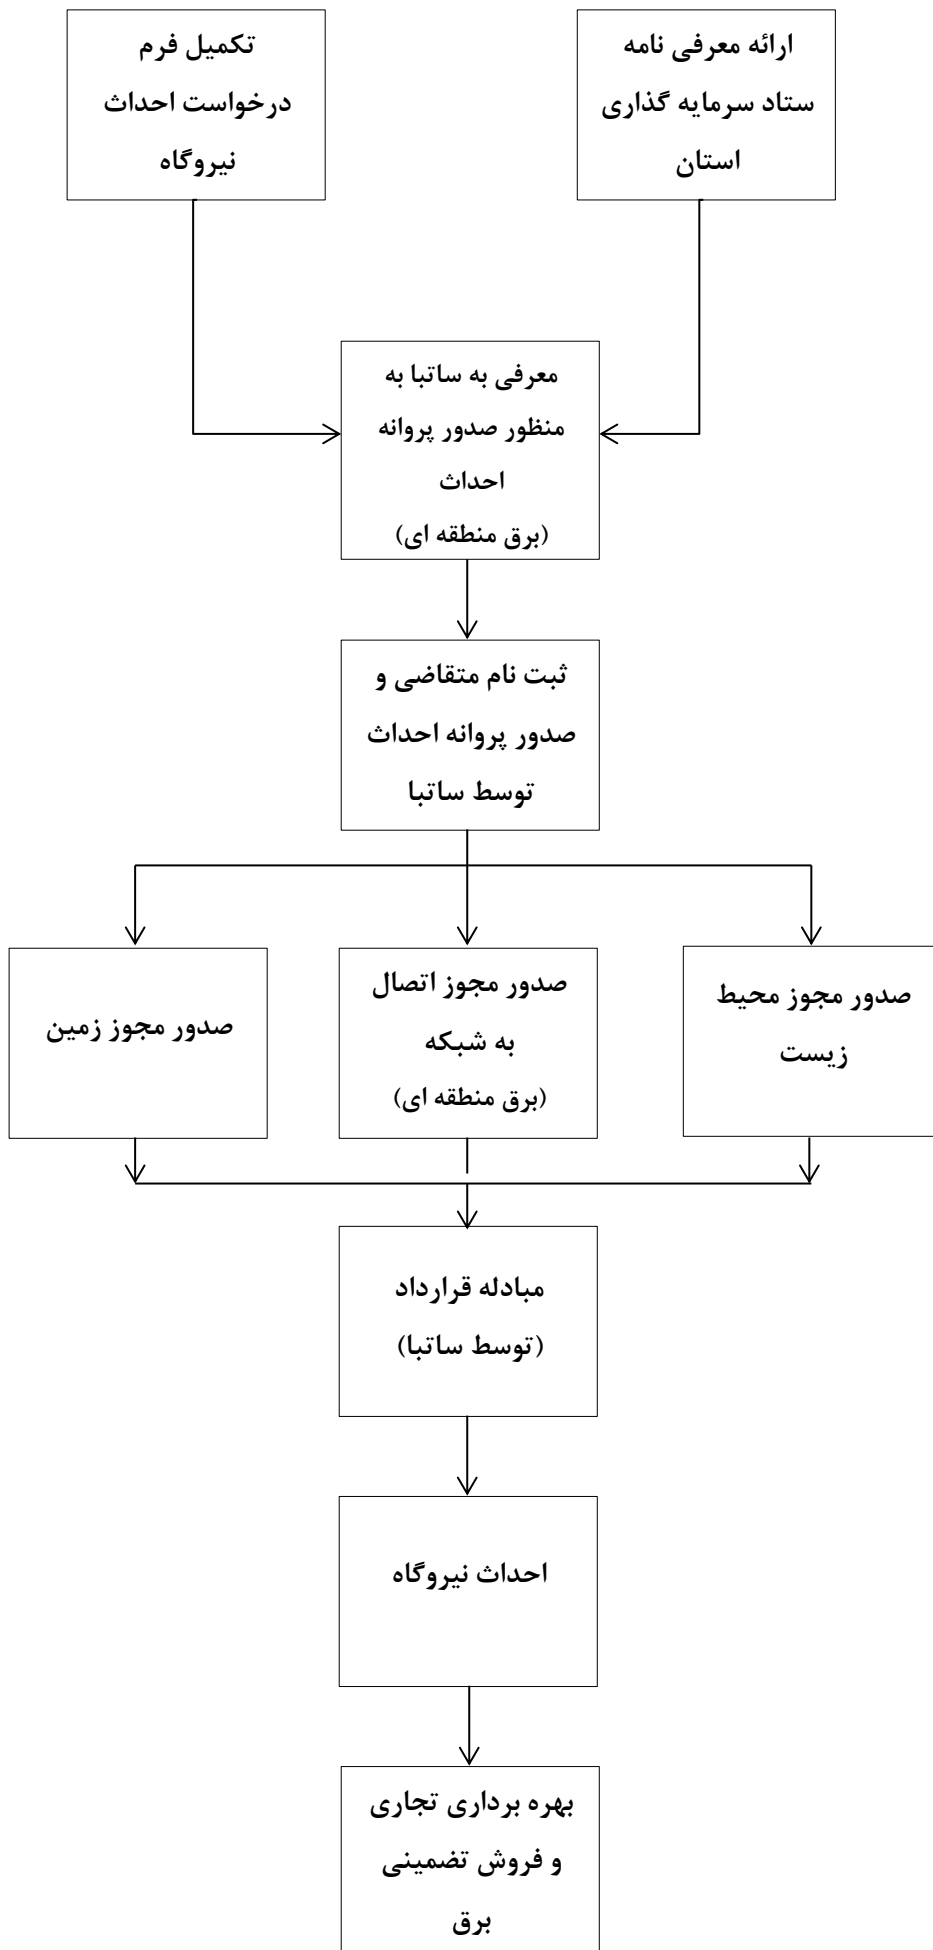 ارائه معرفی نامه
ستاد سرمایه گذاری
استان
تکمیل فرم
درخواست احداث
نیروگاه
معرفی به ساتبا به
منظور صدور پروانه
احداث
(برق منطقه ای)
ثبت نام متقاضی و
صدور پروانه احداث
توسط ساتبا
صدور مجوز محیط
زیست
صدور مجوز اتصال
به شبکه
(برق منطقه ای)
صدور مجوز زمین
مبادله قرارداد
(توسط ساتبا)
احداث نیروگاه
بهره برداری تجاری
و فروش تضمینی
برق